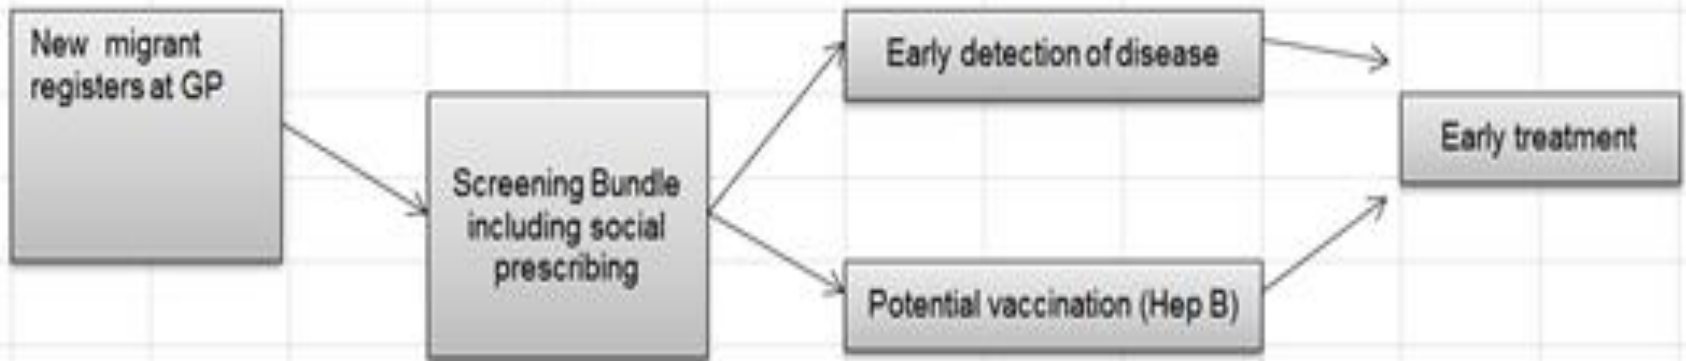 New migrant
registers at GP
Screening Bundle
including social
prescribing
Early detection of disease
Potential vaccination (Hep B)
Early treatment